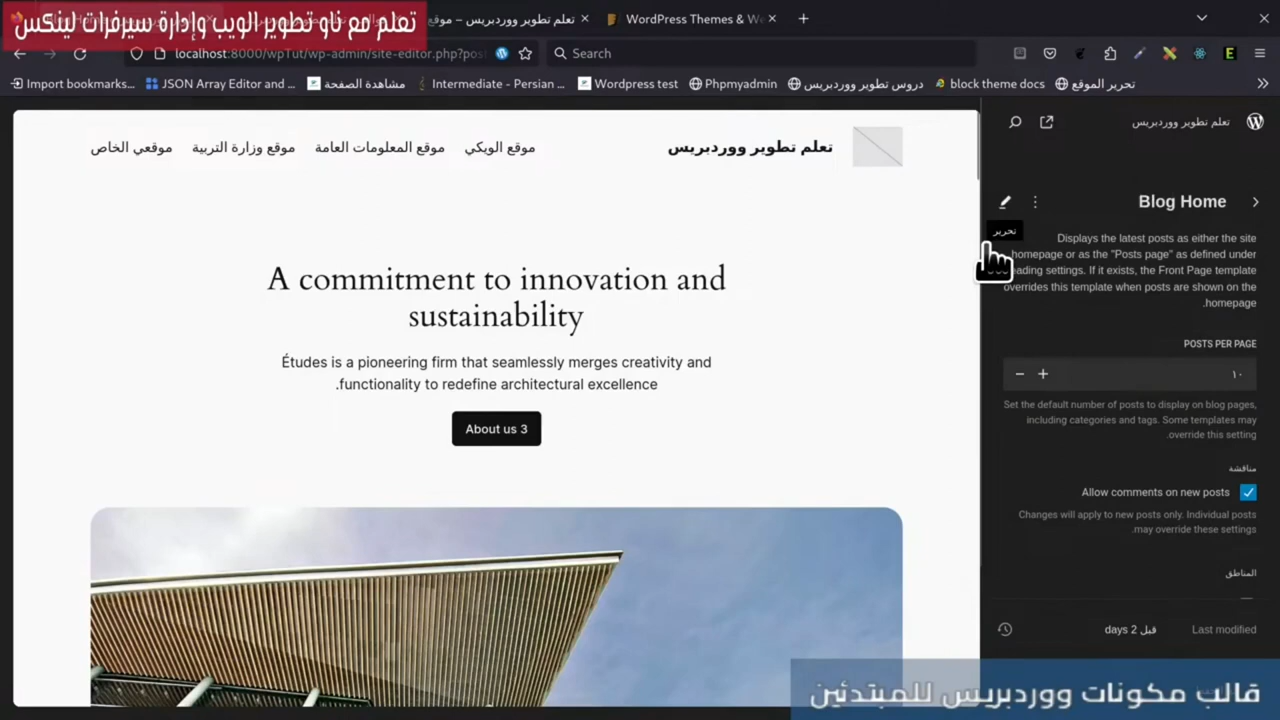 تعلم مع ناو تطوير الويب وإدارة سيرفرات لينكس
تعلم تطوير ووردبريس – موقع
WordPress Themes & We
localhost:8000/wpTut/wp-admin/site-editor.php?pos
Search
Import bookmarks...
JSON Array Editor and ...
مشاهدة الصفحة
Intermediate - Persian ...
Wordpress test
Phpmyadmin
دروس تطوير ووردبريس
block theme docs
تحرير الموقع
تعلم تطوير ووردبريس
موقع الويكي
موقع المعلومات العامة
موقع وزارة التربية
موقعي الخاص
A commitment to innovation and
sustainability
Études is a pioneering firm that seamlessly merges creativity and
.functionality to redefine architectural excellence
About us 3
تعلم تطوير ووردبريس
Blog Home
تحرير
Displays the latest posts as either the site
homepage or as the "Posts page" as defined under
eading settings. If it exists, the Front Page template
overrides this template when posts are shown on the
.homepage
POSTS PER PAGE
١٠
Set the default number of posts to display on blog pages,
including categories and tags. Some templates may
.override this setting
مناقشة
Allow comments on new posts
Changes will apply to new posts only. Individual posts
.may override these settings
المناطق
Last modified
قبل 2 days
قالب مكونات ووردبريس للمبتدئين